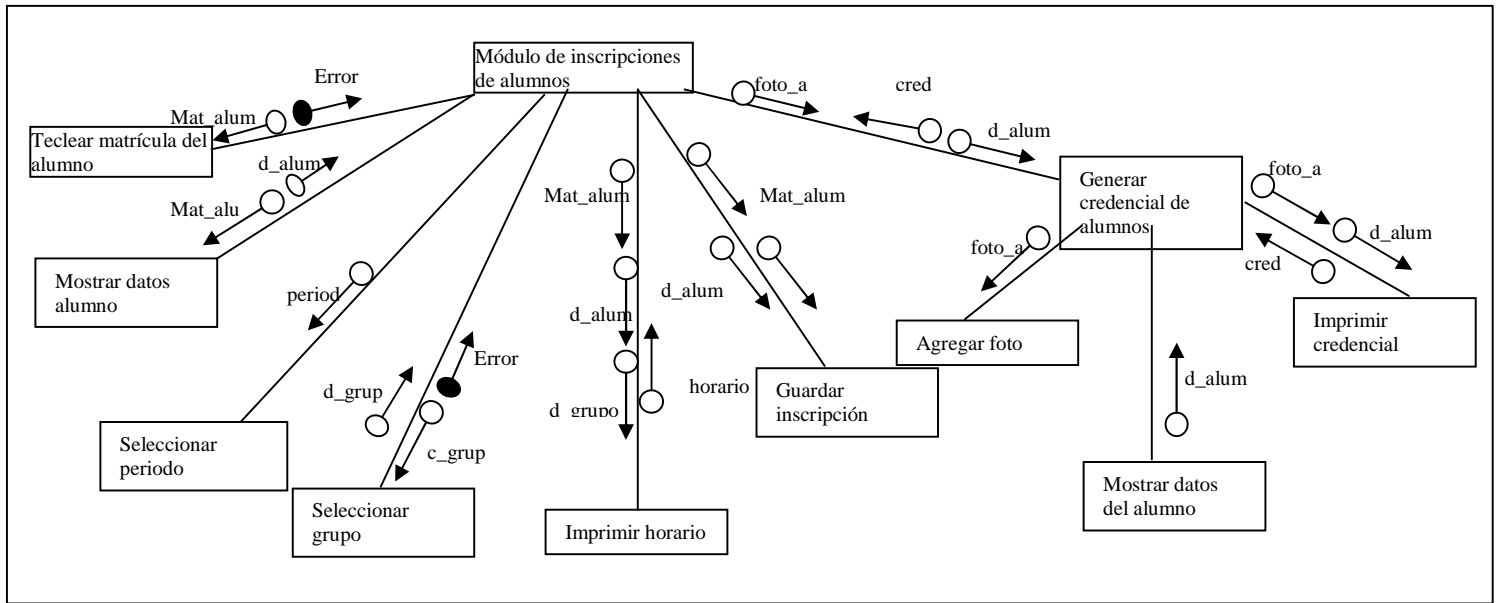 Módulo de inscripciones
de alumnos
Error
foto_a
cred
Mat_alum
Teclear matrícula del
alumno
d_alum
d_alum
Mat_alu
Mat_alum
Mat_alum
Generar
credencial de
alumnos
foto_a
d_alum
foto_a
cred
Mostrar datos
alumno
period
d_alum
d_alum
Imprimir
credencial
Agregar foto
Error
d_grup
horario
d_grupo
Guardar
inscripción
d_alum
Seleccionar
periodo
c_grup
Mostrar datos
del alumno
Seleccionar
grupo
Imprimir horario